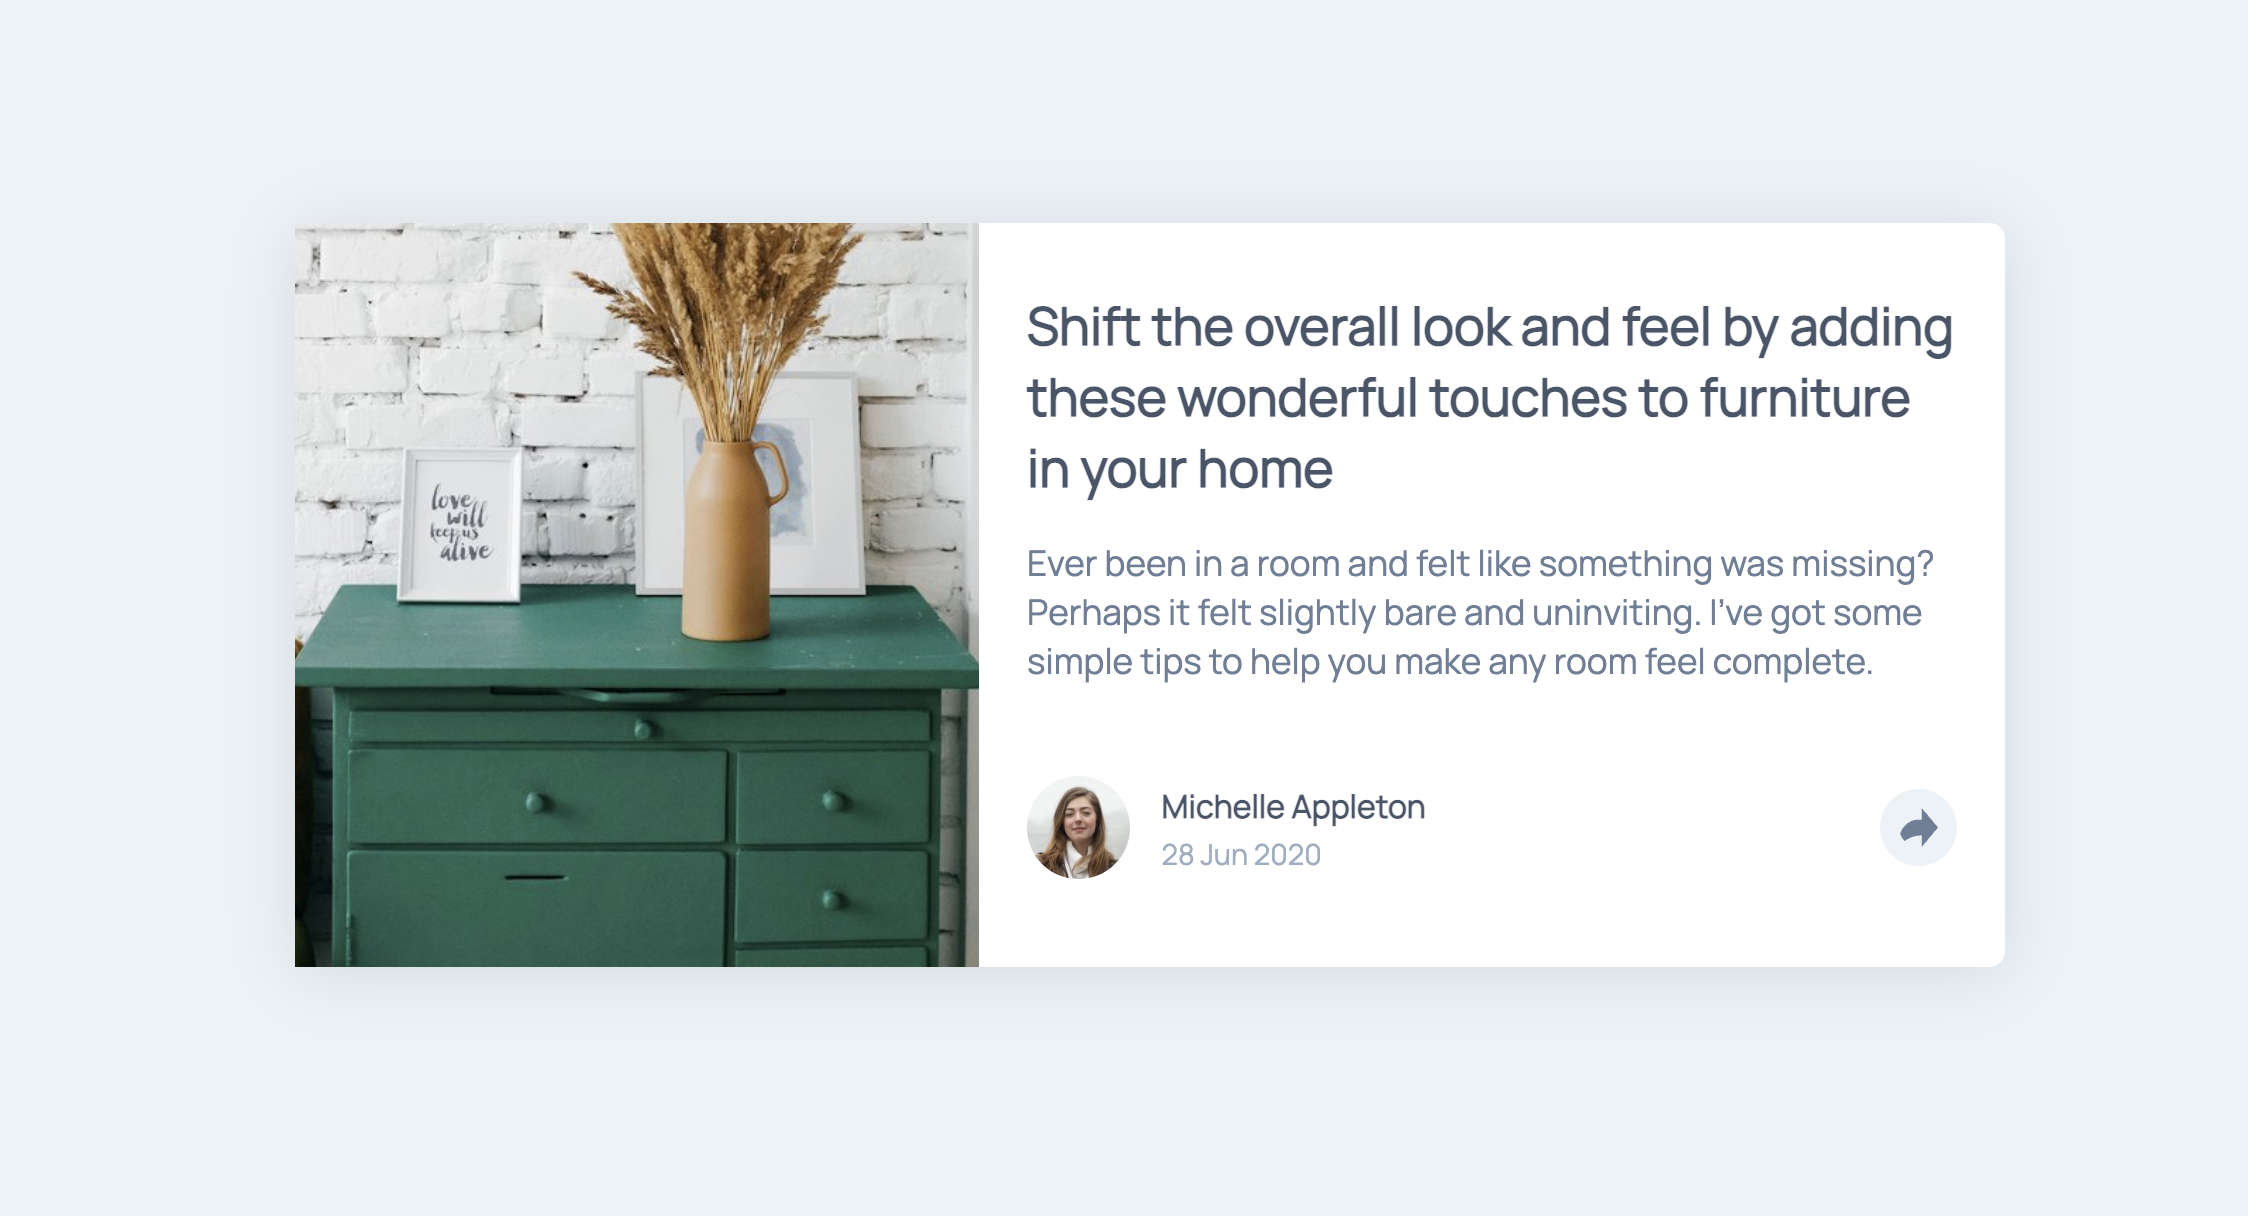 love
will
keep us
alive
Shift the overall look and feel by adding
these wonderful touches to furniture
in your home
Ever been in a room and felt like something was missing?
Perhaps it felt slightly bare and uninviting. I’ve got some
simple tips to help you make any room feel complete.
Michelle Appleton
28 Jun 2020